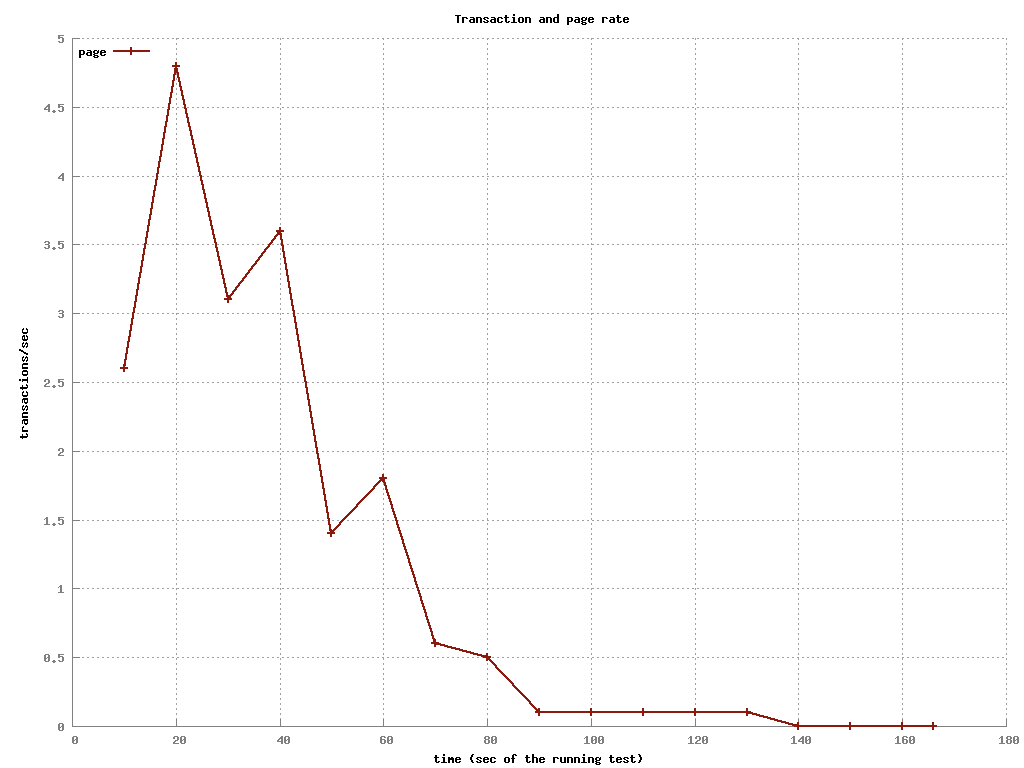 Transaction and page rate
page
5
4.5
4
3.5
3
2.5
2
1.5
1
0.5
0
transactions/sec
0 20 40 60 80 100 120 140 160 180
time (sec of the running test)